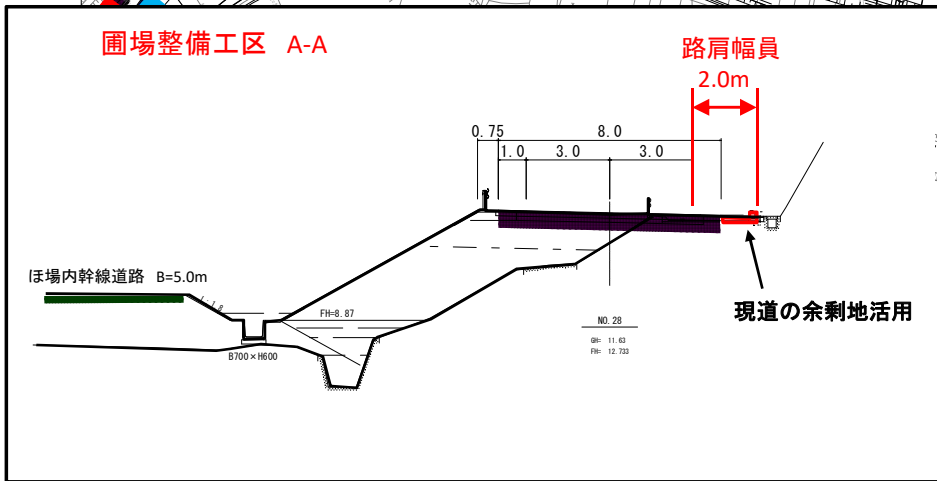 圃場整備工区 A-A
路肩幅員
2.0m
0.75 8.0
1.0 3.0 3.0
ほ場内幹線道路 B=5.0m
FH=8.87
現道の余剰地活用
NO.28
GH= 11.63
FH= 12.733
B700×H600